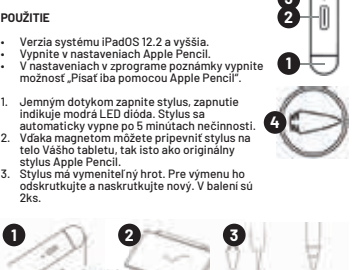 POUŽITIE
• Verzia systému iPadOS 12.2 a vyššia.
• Vypnite v nastaveniach Apple Pencil.
• V nastaveniach v zprograme poznámky vypnite
možnosť „Písať iba pomocou Apple Pencil".
1. Jemným dotykom zapnite stylus, zapnutie
indikuje modrá LED dióda. Stylus sa
automaticky vypne po 5 minútach nečinnosti.
2. Vďaka magnetom môžete pripevniť stylus na
telo Vášho tabletu, tak isto ako originálny
stylus Apple Pencil.
3. Stylus má vymeniteľný hrot. Pre výmenu ho
odskrutkujte a naskrutkujte nový. V balení sú
2ks.
3
2
1
4
1 2 3